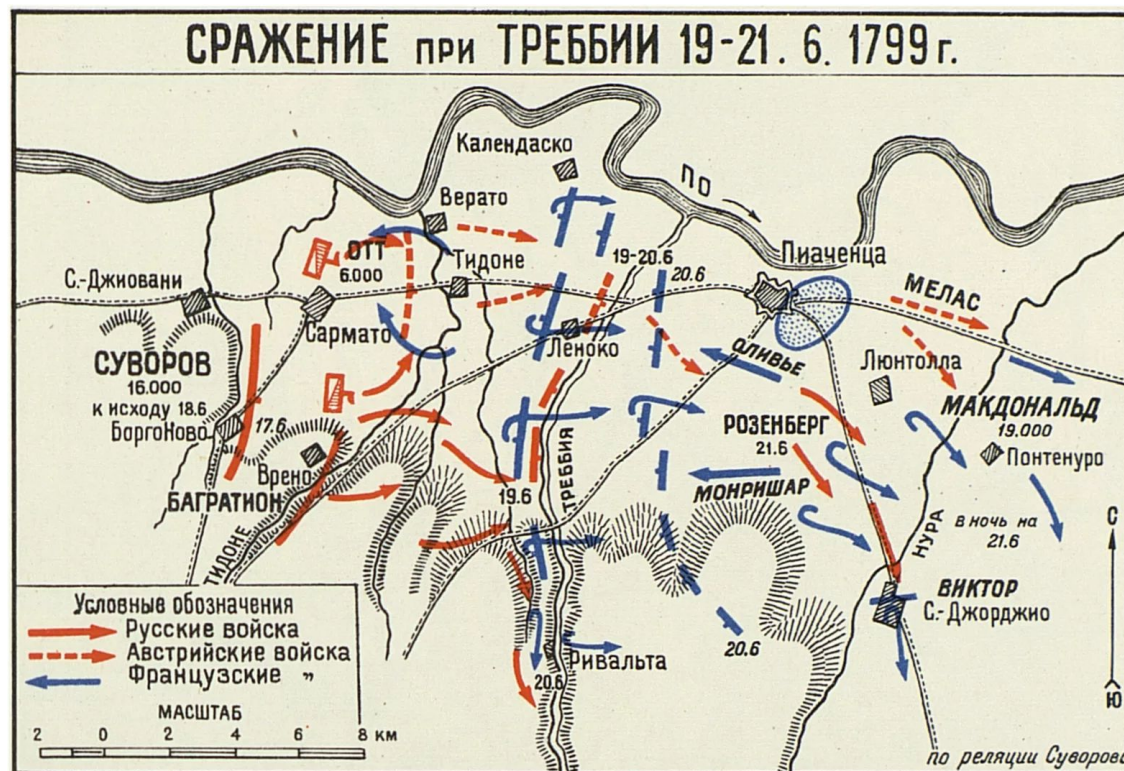 СРАЖЕНИЕ ПРИ ТРЕББИИ 19-21. 6. 1799 г.
Календаско
ПО
Верато
ОТТ
6.000
Тидоне
19-20.6
20.6
Пиаченца
С.-Джиовани
Сармато
Леноко
МЕЛАС
СУВОРОВ
16.000
к исходу 18.6
БоргоНово
17.6
ОЛИВЬЕ
Люнтолла
МАКДОНАЛЬД
19.000
Понтенуро
РОЗЕНБЕРГ
21.6
Врено
БАГРАТИОН
19.6
ТРЕББИЯ
МОНРИШАР
ТИДОНЕ
НУРА
в ночь на
21.6
С
ВИКТОР
С.-Джорджио
Ривальта
20.6
20.6
Ю
Условные обозначения
Русские войска
Австрийские войска
Французские "
МАСШТАБ
2 0 2 4 6 8 км
по реляции Суворова